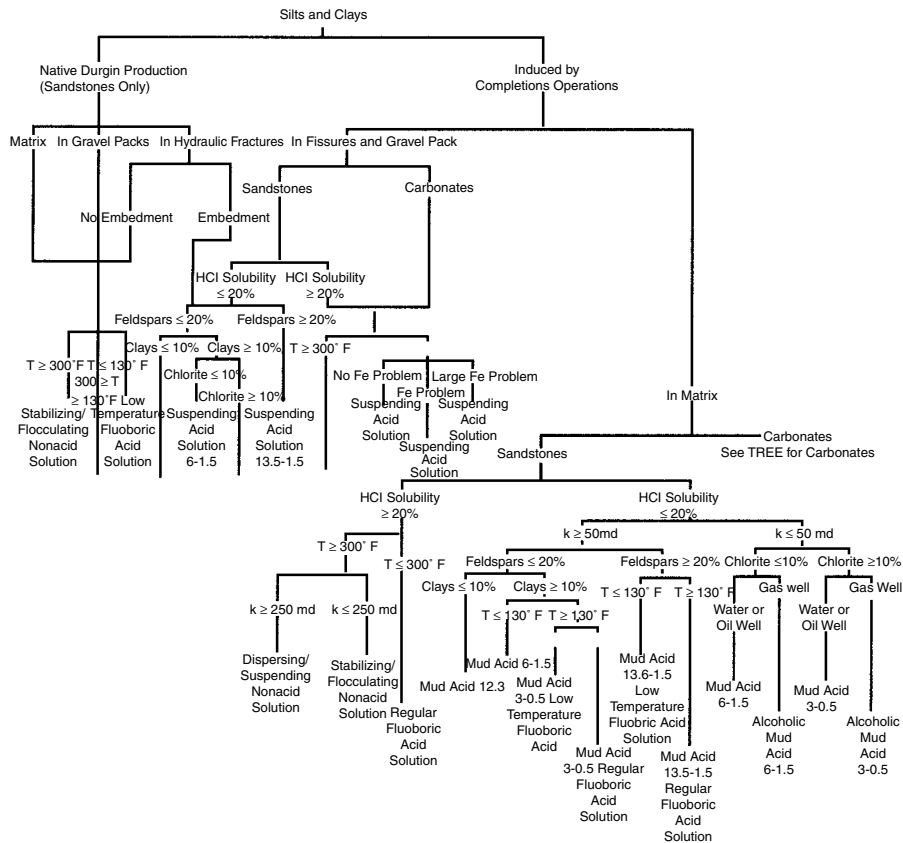 Silts and Clays
Native Durgin Production
(Sandstones Only)
Induced by
Completions Operations
Matrix
In Gravel Packs
In Hydraulic Fractures
In Fissures and Gravel Pack
Sandstones
Carbonates
No Embedment
Embedment
HCI Solubility
≤ 20%
HCI Solubility
≥ 20%
Feldspars ≤ 20%
Feldspars ≥ 20%
T ≥ 300˚F
T ≤ 130˚ F
300 ≥ T
≥ 130˚F Low
Clays ≤ 10%
Clays ≥ 10%
T ≥ 300˚ F
Chlorite ≤ 10%
Chlorite ≥ 10%
No Fe Problem
Fe Problem
Large Fe Problem
Stabilizing/
Flocculating
Nonacid
Solution
Temperature
Fluoboric
Acid
Solution
Suspending
Acid
Solution
6-1.5
Suspending
Acid
Solution
13.5-1.5
Suspending
Acid
Solution
Suspending
Acid
Solution
Suspending
Acid
Solution
In Matrix
Sandstones
Carbonates
See TREE for Carbonates
HCI Solubility
≥ 20%
HCI Solubility
≤ 20%
T ≥ 300˚ F
T ≤ 300˚ F
k ≥ 50md
k ≤ 50 md
Feldspars ≤ 20%
Feldspars ≥ 20%
Chlorite ≤10%
Chlorite ≥10%
Clays ≤ 10%
Clays ≥ 10%
T ≤ 130˚ F
T ≥ 130˚F
Gas well
Gas Well
k ≥ 250 md
k ≤ 250 md
T ≤ 130˚ F
T ≥ 130˚ F
Water or
Oil Well
Water or
Oil Well
Dispersing/
Suspending
Nonacid
Solution
Stabilizing/
Flocculating
Nonacid
Solution
Regular
Fluoboric
Acid
Solution
Mud Acid 12.3
Mud Acid 6-1.5
Mud Acid
3-0.5 Low
Temperature
Fluoboric
Acid
Mud Acid
3-0.5 Regular
Fluoboric
Acid
Solution
Mud Acid
13.6-1.5
Low
Temperature
Fluobric Acid
Solution
Mud Acid
13.5-1.5
Regular
Fluoboric
Acid
Solution
Mud Acid
6-1.5
Alcoholic
Mud
Acid
6-1.5
Mud Acid
3-0.5
Alcoholic
Mud
Acid
3-0.5